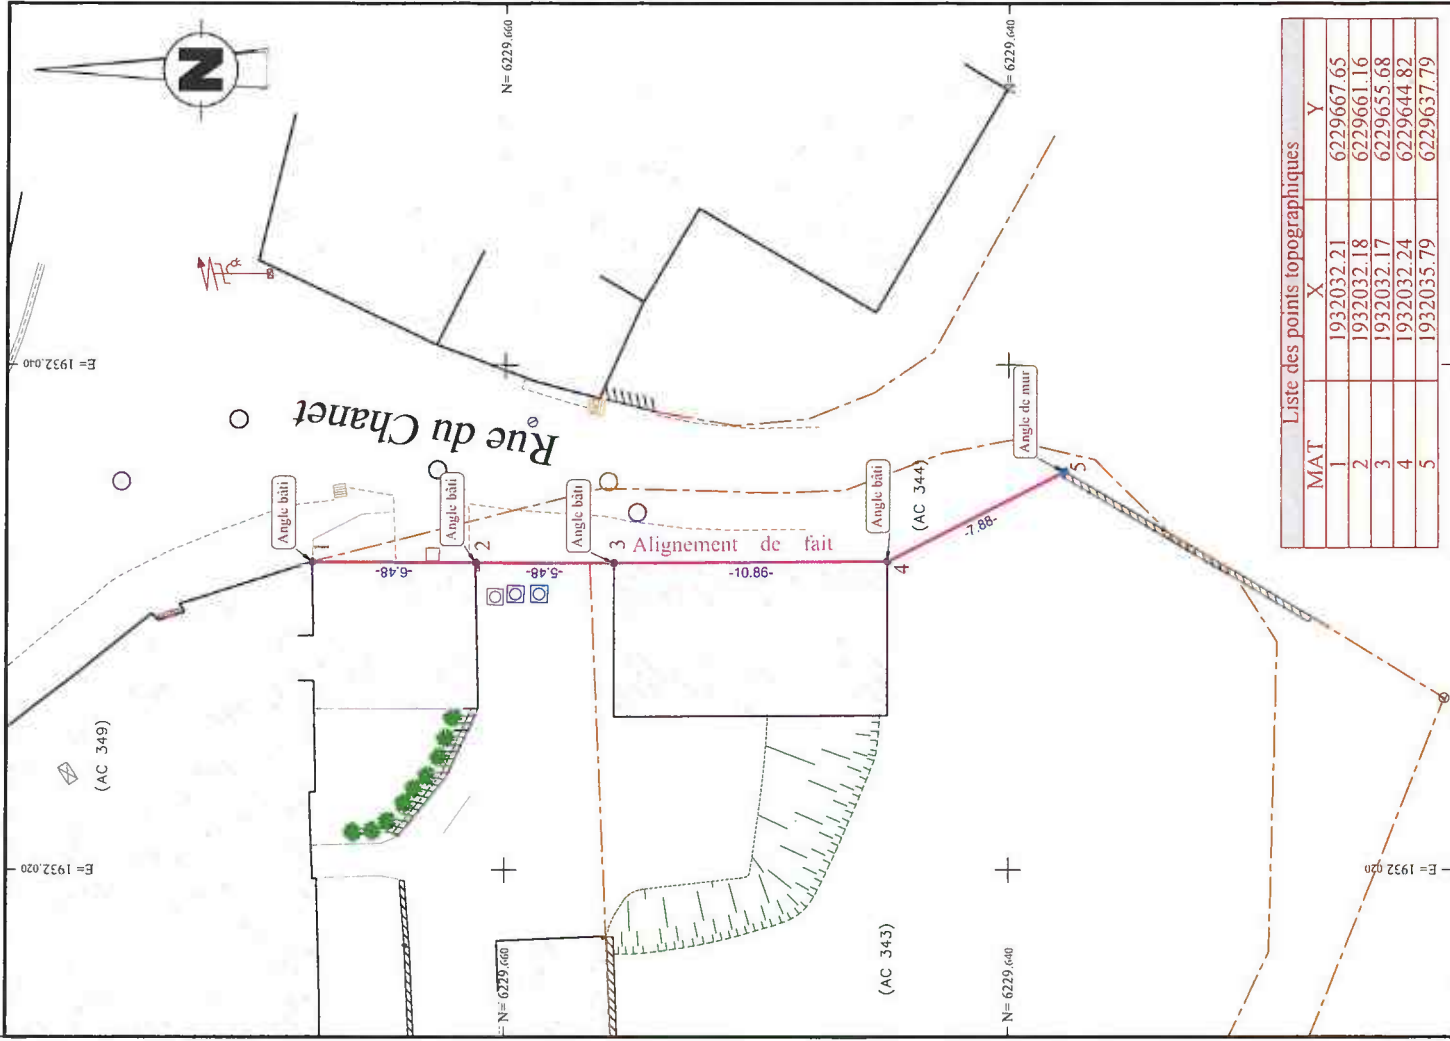 N
N= 6229.660
N= 6229.640
E= 1932.040
Rue du Chanet
Angle bâti
1
Angle bâti
2
Angle bâti
3
Angle bâti
4
Angle de mur
5
-6.48-
-5.48-
Alignement de fait
-10.86-
-7.88-
(AC 344)
(AC 349)
(AC 343)
E= 1932.020
E= 1932.020
N= 6229.660
N= 6229.640
Liste des points topographiques
MAT X Y
1 1932032.21 6229667.65
2 1932032.18 6229661.16
3 1932032.17 6229655.68
4 1932032.24 6229644.82
5 1932035.79 6229637.79